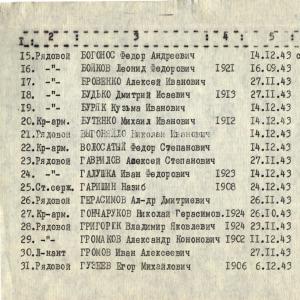 1 : 2 : 3 : 4 : 5 :
15. Рядовой БОГОНОС Федор Андреевич 14.12.43
16. -"- БОЙКОВ Леонид Федорович 1921 16.09.43
17. -"- БРОВЕНКО Алексей Иванович 27.11.43
18. -"- БУДЬКО Дмитрий Исаевич 1913 27.11.43
19. -"- БУРЯК Кузьма Иванович 27.11.43
20. Кр-арм. БУТЕНКО Михаил Иванович 1912 14.12.43
21. Рядовой Николай Иванович 14.12.43
22. Кр-арм. ВОЛОСАТЫЙ Федор Степанович 27.11.43
23. Рядовой ГАВРИЛОВ Алексей Степанович 27.11.43
24. -"- ГАЛУШКА Иван Федорович 1923 14.12.43
25. Ст.серж. ГАРИШИН Назиб 1908 24.12.43
26. Рядовой ГЕРАСИМОВ Ал-др Дмитриевич 26.11.43
27. Кр-арм. ГОНЧАРУКОВ Николай Герасимов. 1924 26.10.43
28. Рядовой ГРИГОРЕК Владимир Яковлевич 1924 23.11.43
29. -"- ГРОМАКОВ Александр Кононович 1902 11.12.43
30. Л-нант ГРОМОВ Иван Алексеевич 27.11.43
31. Рядовой ГУЗЕЕВ Егор Михайлович 1906 6.12.43